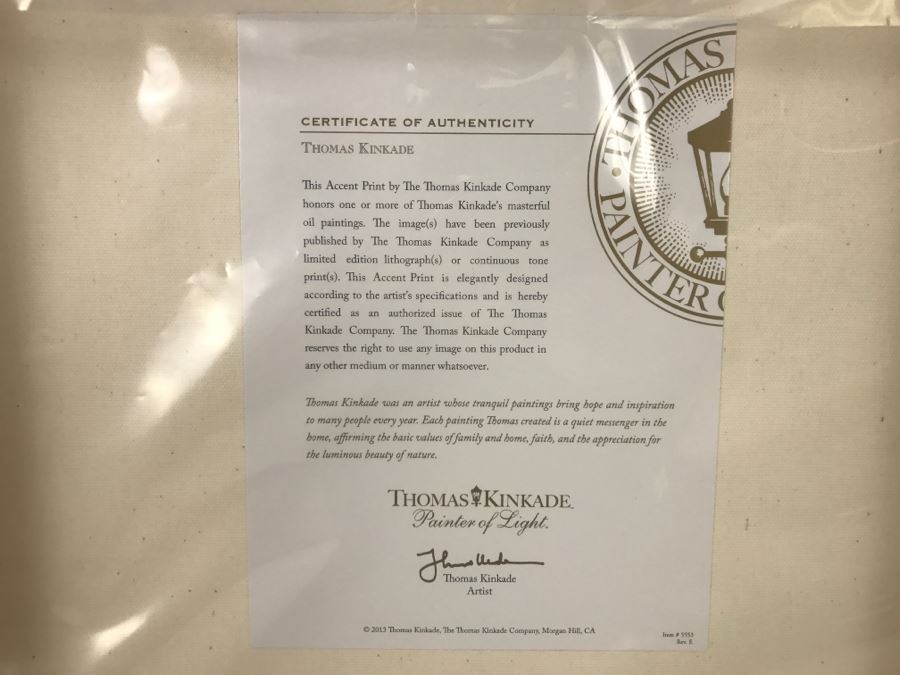 CERTIFICATE OF AUTHENTICITY
THOMAS KINKADE
This Accent Print by The Thomas Kinkade Company
honors one or more of Thomas Kinkade's masterful
oil paintings. The image(s) have been previously
published by The Thomas Kinkade Company as
limited edition lithograph(s) or continuous tone
print(s). This Accent Print is elegantly designed
according to the artist's specifications and is hereby
certified as an authorized issue of The Thomas
Kinkade Company. The Thomas Kinkade Company
reserves the right to use any image on this product in
any other medium or manner whatsoever.
THOMAS
PAINTER
Thomas Kinkade was an artist whose tranquil paintings bring hope and inspiration
to many people every year. Each painting Thomas created is a quiet messenger in the
home, affirming the basic values of family and home, faith, and the appreciation for
the luminous beauty of nature.
THOMAS KINKADE
Painter of Light
Thomas Kinkade
Artist
© 2013 Thomas Kinkade, The Thomas Kinkade Company, Morgan Hill, CA
Item # 5553
Rev. E